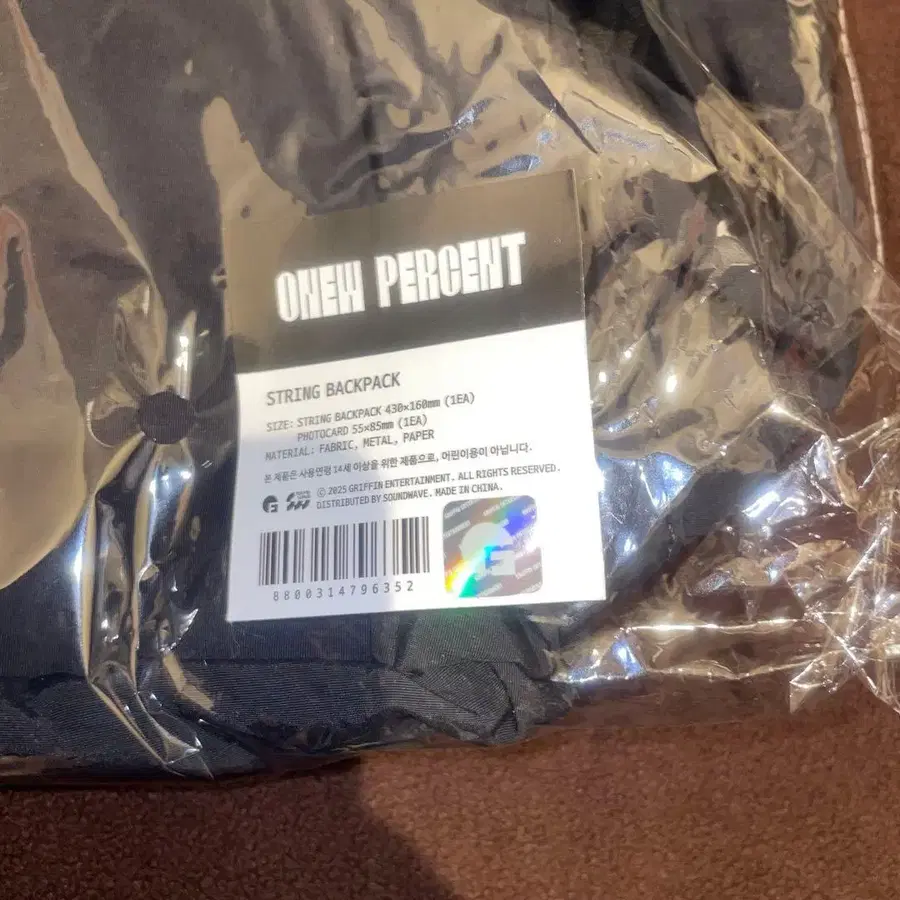 ONEW PERCENT
STRING BACKPACK
SIZE: STRING BACKPACK 430×160mm (1EA)
PHOTOCARD 55×85mm (1EA)
MATERIAL: FABRIC, METAL, PAPER
본 제품은 사용연령 14세 이상을 위한 제품으로, 어린이용이 아닙니다.
© 2025 GRIFFIN ENTERTAINMENT. ALL RIGHTS RESERVED.
DISTRIBUTED BY SOUNDWAVE. MADE IN CHINA.
8800314796352